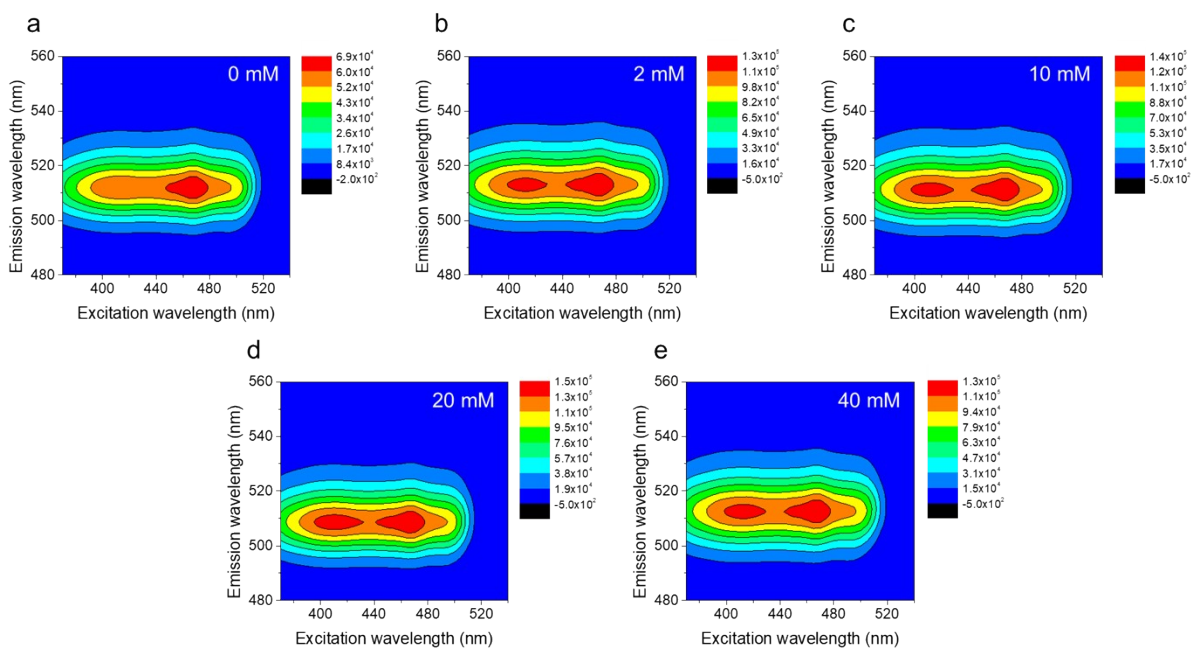 a
560
540
520
500
480
Emission wavelength (nm)
0 mM
400 440 480 520
Excitation wavelength (nm)
6.9x10⁴
6.0x10⁴
5.2x10⁴
4.3x10⁴
3.4x10⁴
2.6x10⁴
1.7x10⁴
8.4x10³
-2.0x10²
b
560
540
520
500
480
Emission wavelength (nm)
2 mM
400 440 480 520
Excitation wavelength (nm)
1.3x10⁵
1.1x10⁵
9.8x10⁴
8.2x10⁴
6.5x10⁴
4.9x10⁴
3.3x10⁴
1.6x10⁴
-5.0x10²
c
560
540
520
500
480
Emission wavelength (nm)
10 mM
400 440 480 520
Excitation wavelength (nm)
1.4x10⁵
1.2x10⁵
1.1x10⁵
8.8x10⁴
7.0x10⁴
5.3x10⁴
3.5x10⁴
1.7x10⁴
-5.0x10²
d
560
540
520
500
480
Emission wavelength (nm)
20 mM
400 440 480 520
Excitation wavelength (nm)
1.5x10⁵
1.3x10⁵
1.1x10⁵
9.5x10⁴
7.6x10⁴
5.7x10⁴
3.8x10⁴
1.9x10⁴
-5.0x10²
e
560
540
520
500
480
Emission wavelength (nm)
40 mM
400 440 480 520
Excitation wavelength (nm)
1.3x10⁵
1.1x10⁵
9.4x10⁴
7.9x10⁴
6.3x10⁴
4.7x10⁴
3.1x10⁴
1.5x10⁴
-5.0x10²